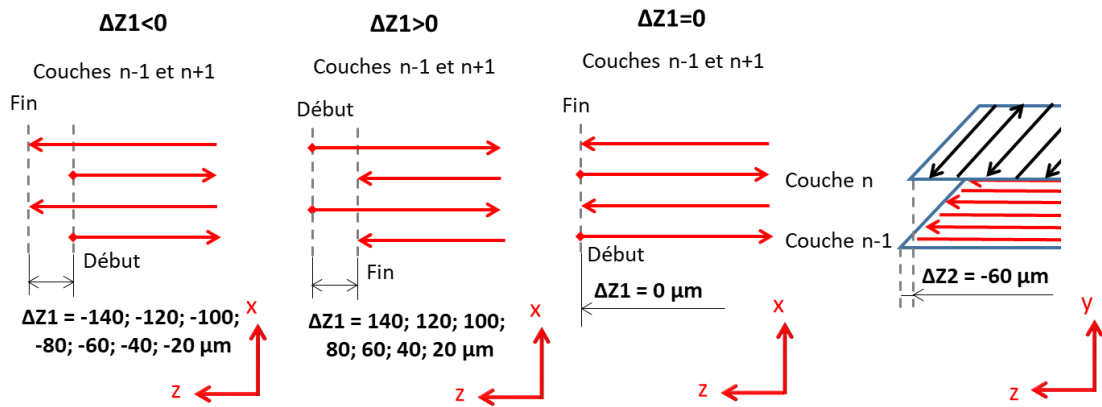 ΔZ1<0
Couches n-1 et n+1
Fin
Début
ΔZ1 = -140; -120; -100;
-80; -60; -40; -20 µm
x
z
ΔZ1>0
Couches n-1 et n+1
Début
Fin
ΔZ1 = 140; 120; 100;
80; 60; 40; 20 µm
x
z
ΔZ1=0
Couches n-1 et n+1
Fin
Début
ΔZ1 = 0 µm
x
z
Couche n
Couche n-1
ΔZ2 = -60 µm
y
z